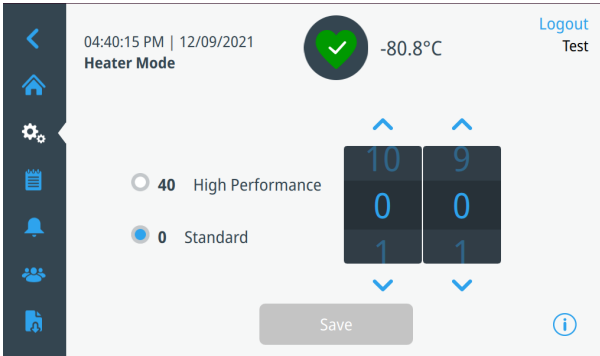 Logout
04:40:15 PM | 12/09/2021
-80.8°C
Test
Heater Mode
10 9
40 High Performance
0 0
0 Standard
1 1
Save